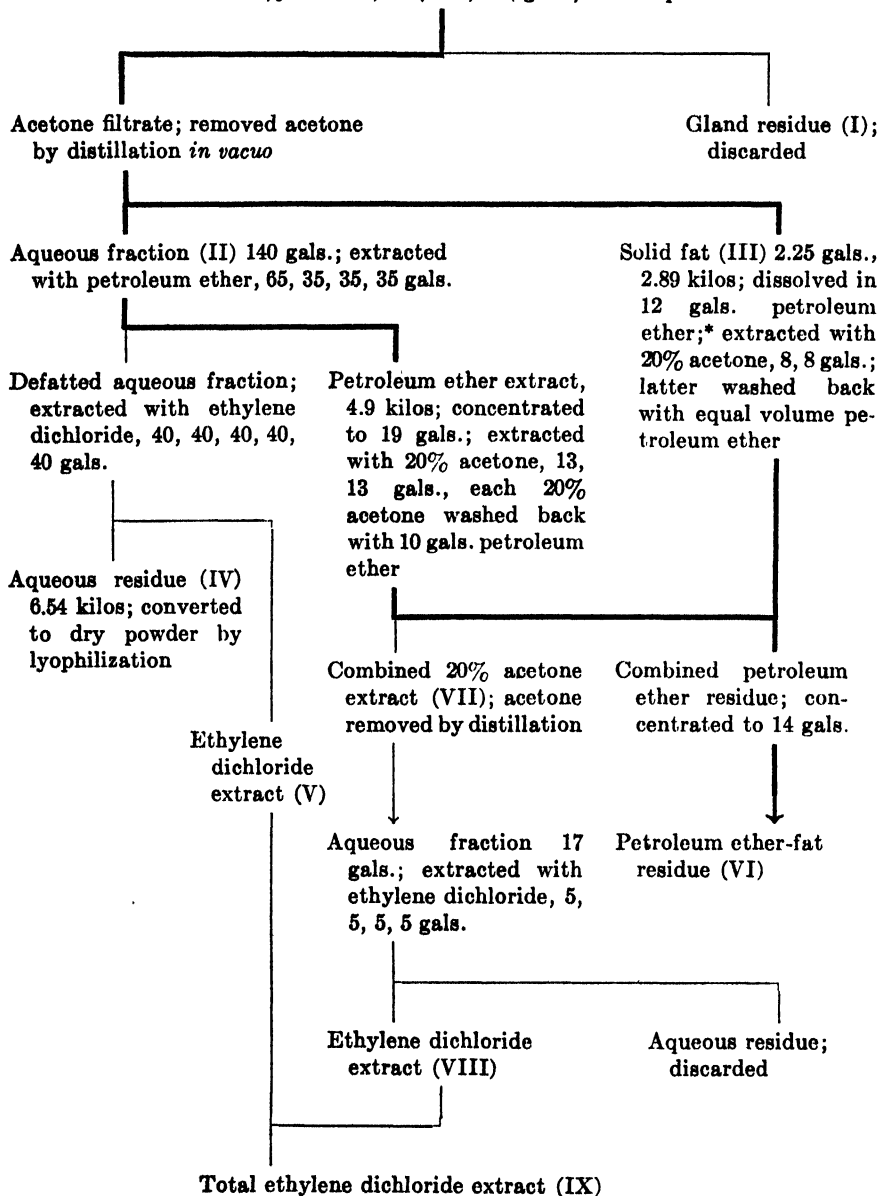 Acetone filtrate; removed acetone
by distillation in vacuo
Gland residue (I);
discarded
Aqueous fraction (II) 140 gals.; extracted
with petroleum ether, 65, 35, 35, 35 gals.
Solid fat (III) 2.25 gals.,
2.89 kilos; dissolved in
12 gals. petroleum
ether;* extracted with
20% acetone, 8, 8 gals.;
latter washed back
with equal volume pe-
troleum ether
Defatted aqueous fraction;
extracted with ethylene
dichloride, 40, 40, 40, 40,
40 gals.
Petroleum ether extract,
4.9 kilos; concentrated
to 19 gals.; extracted
with 20% acetone, 13,
13 gals., each 20%
acetone washed back
with 10 gals. petroleum
ether
Aqueous residue (IV)
6.54 kilos; converted
to dry powder by
lyophilization
Combined 20% acetone
extract (VII); acetone
removed by distillation
Combined petroleum
ether residue; con-
centrated to 14 gals.
Ethylene
dichloride
extract (V)
Aqueous fraction 17
gals.; extracted with
ethylene dichloride, 5,
5, 5, 5 gals.
Petroleum ether-fat
residue (VI)
Ethylene dichloride
extract (VIII)
Aqueous residue;
discarded
Total ethylene dichloride extract (IX)